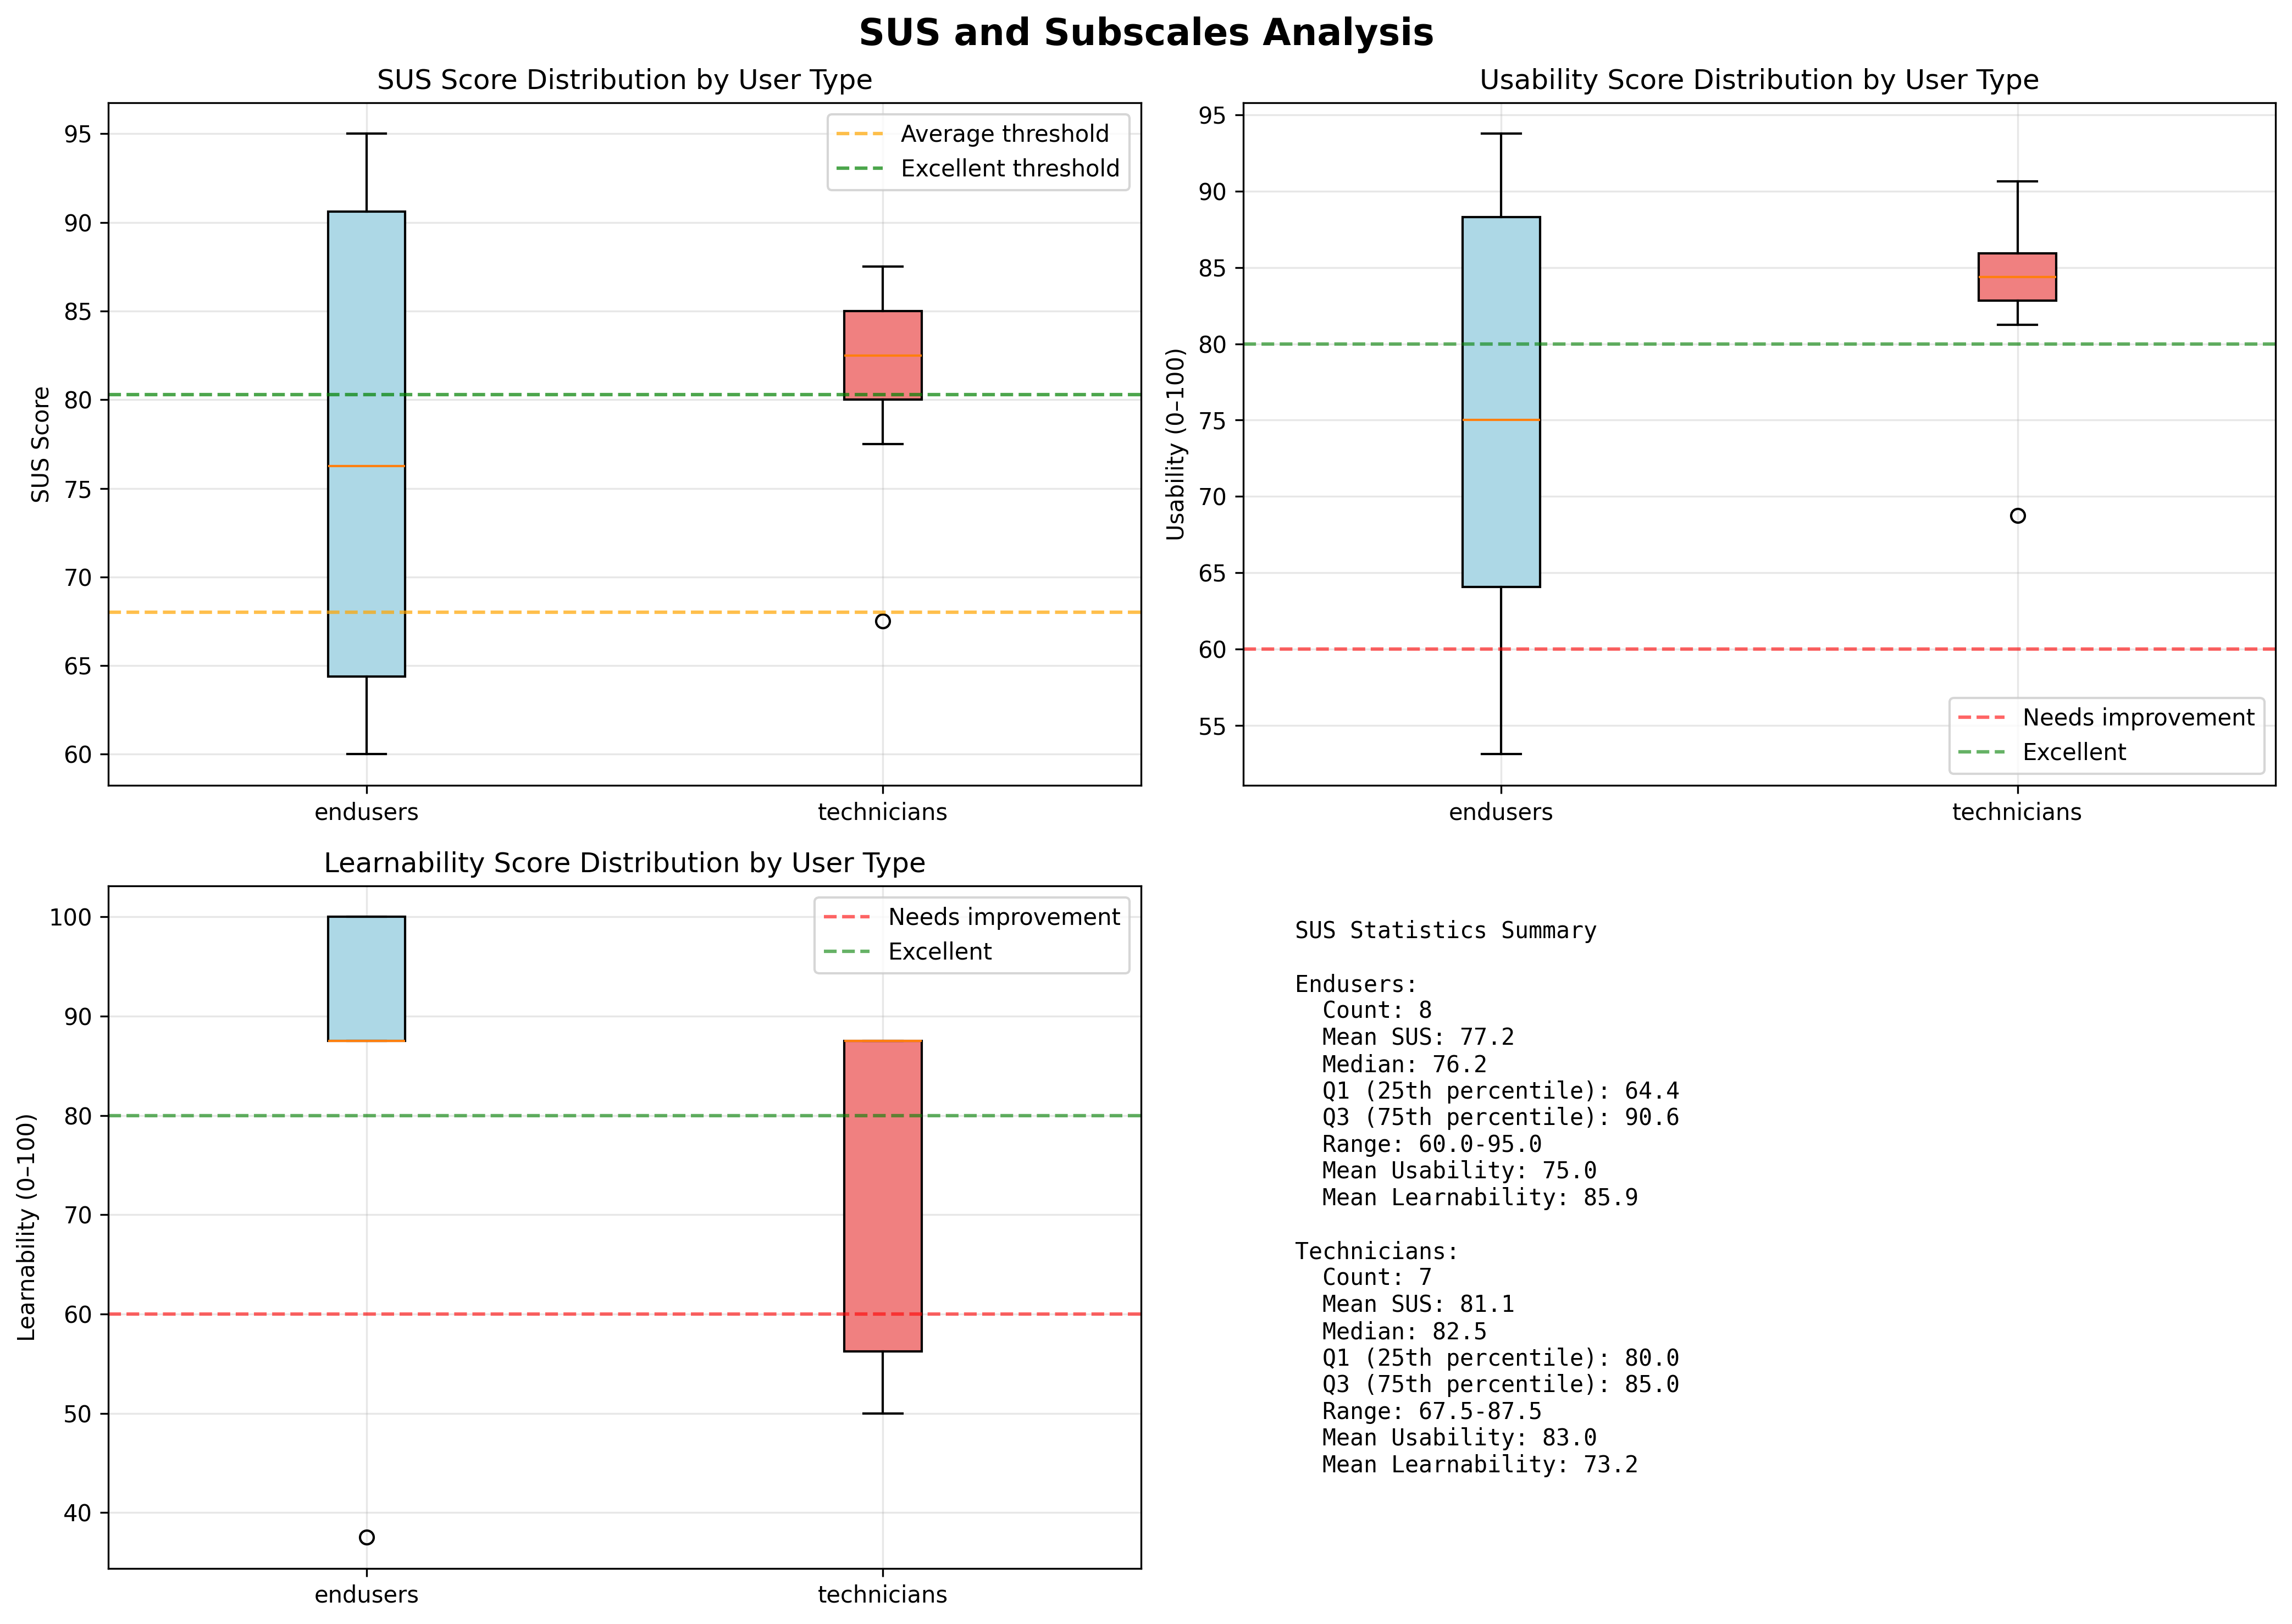 SUS and Subscales Analysis
SUS Score Distribution by User Type
SUS Score
95
90
85
80
75
70
65
60
endusers
technicians
Average threshold
Excellent threshold
Usability Score Distribution by User Type
Usability (0–100)
95
90
85
80
75
70
65
60
55
endusers
technicians
Needs improvement
Excellent
Learnability Score Distribution by User Type
Learnability (0–100)
100
90
80
70
60
50
40
endusers
technicians
Needs improvement
Excellent
SUS Statistics Summary
Endusers:
Count: 8
Mean SUS: 77.2
Median: 76.2
Q1 (25th percentile): 64.4
Q3 (75th percentile): 90.6
Range: 60.0-95.0
Mean Usability: 75.0
Mean Learnability: 85.9
Technicians:
Count: 7
Mean SUS: 81.1
Median: 82.5
Q1 (25th percentile): 80.0
Q3 (75th percentile): 85.0
Range: 67.5-87.5
Mean Usability: 83.0
Mean Learnability: 73.2